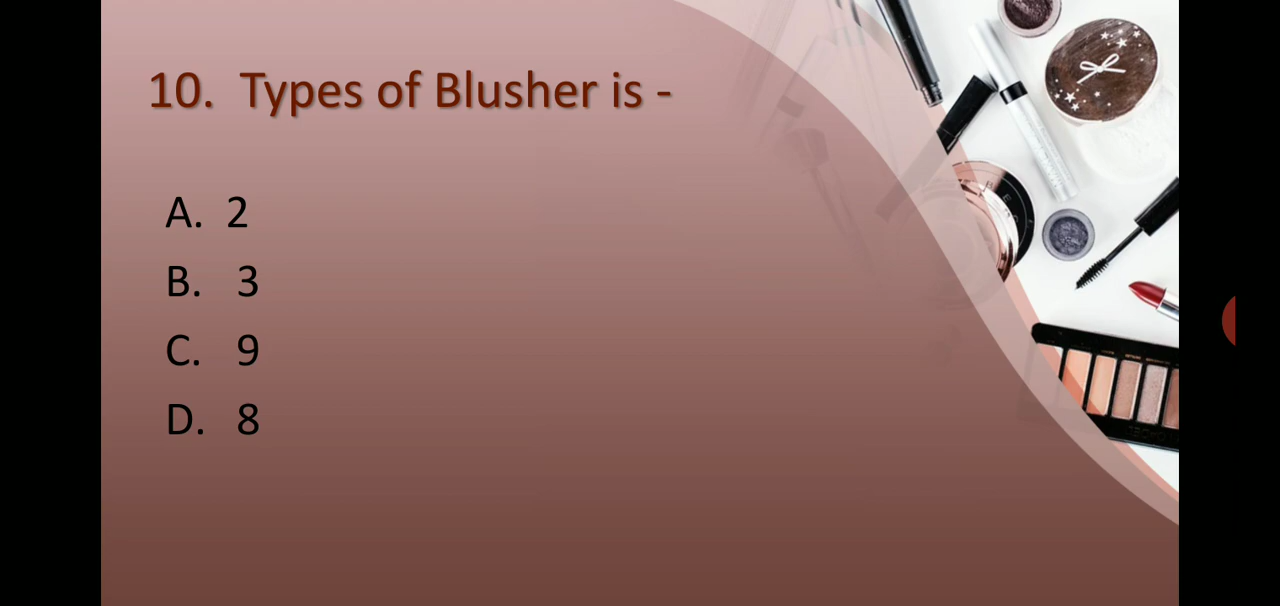 10. Types of Blusher is -
A. 2
B. 3
C. 9
D. 8